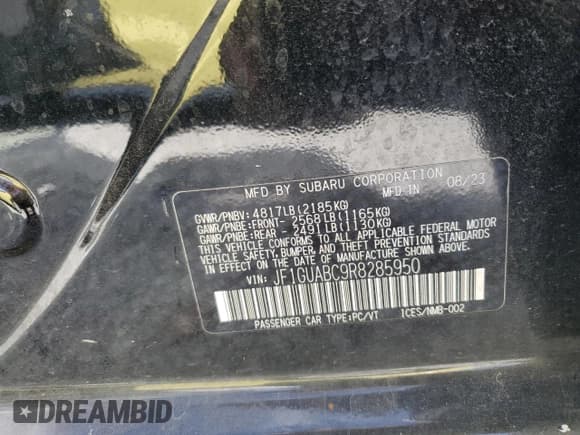 MFD BY SUBARU CORPORATION
MFD IN 08/23
GVWR/PNBV: 4817LB(2185KG)
GAWR/PNBE:FRONT- 2568LB(1165KG)
GAWR/PNBE:REAR - 2491LB(1130KG)
THIS VEHICLE CONFORMS TO ALL APPLICABLE FEDERAL MOTOR
VEHICLE SAFETY, BUMPER, AND THEFT PREVENTION STANDARDS
IN EFFECT ON THE DATE OF MANUFACTURE SHOWN ABOVE.
VIN: JF1GUABC9R8285950
PASSENGER CAR TYPE:PC/VT ICES/NMB-002
DREAMBID